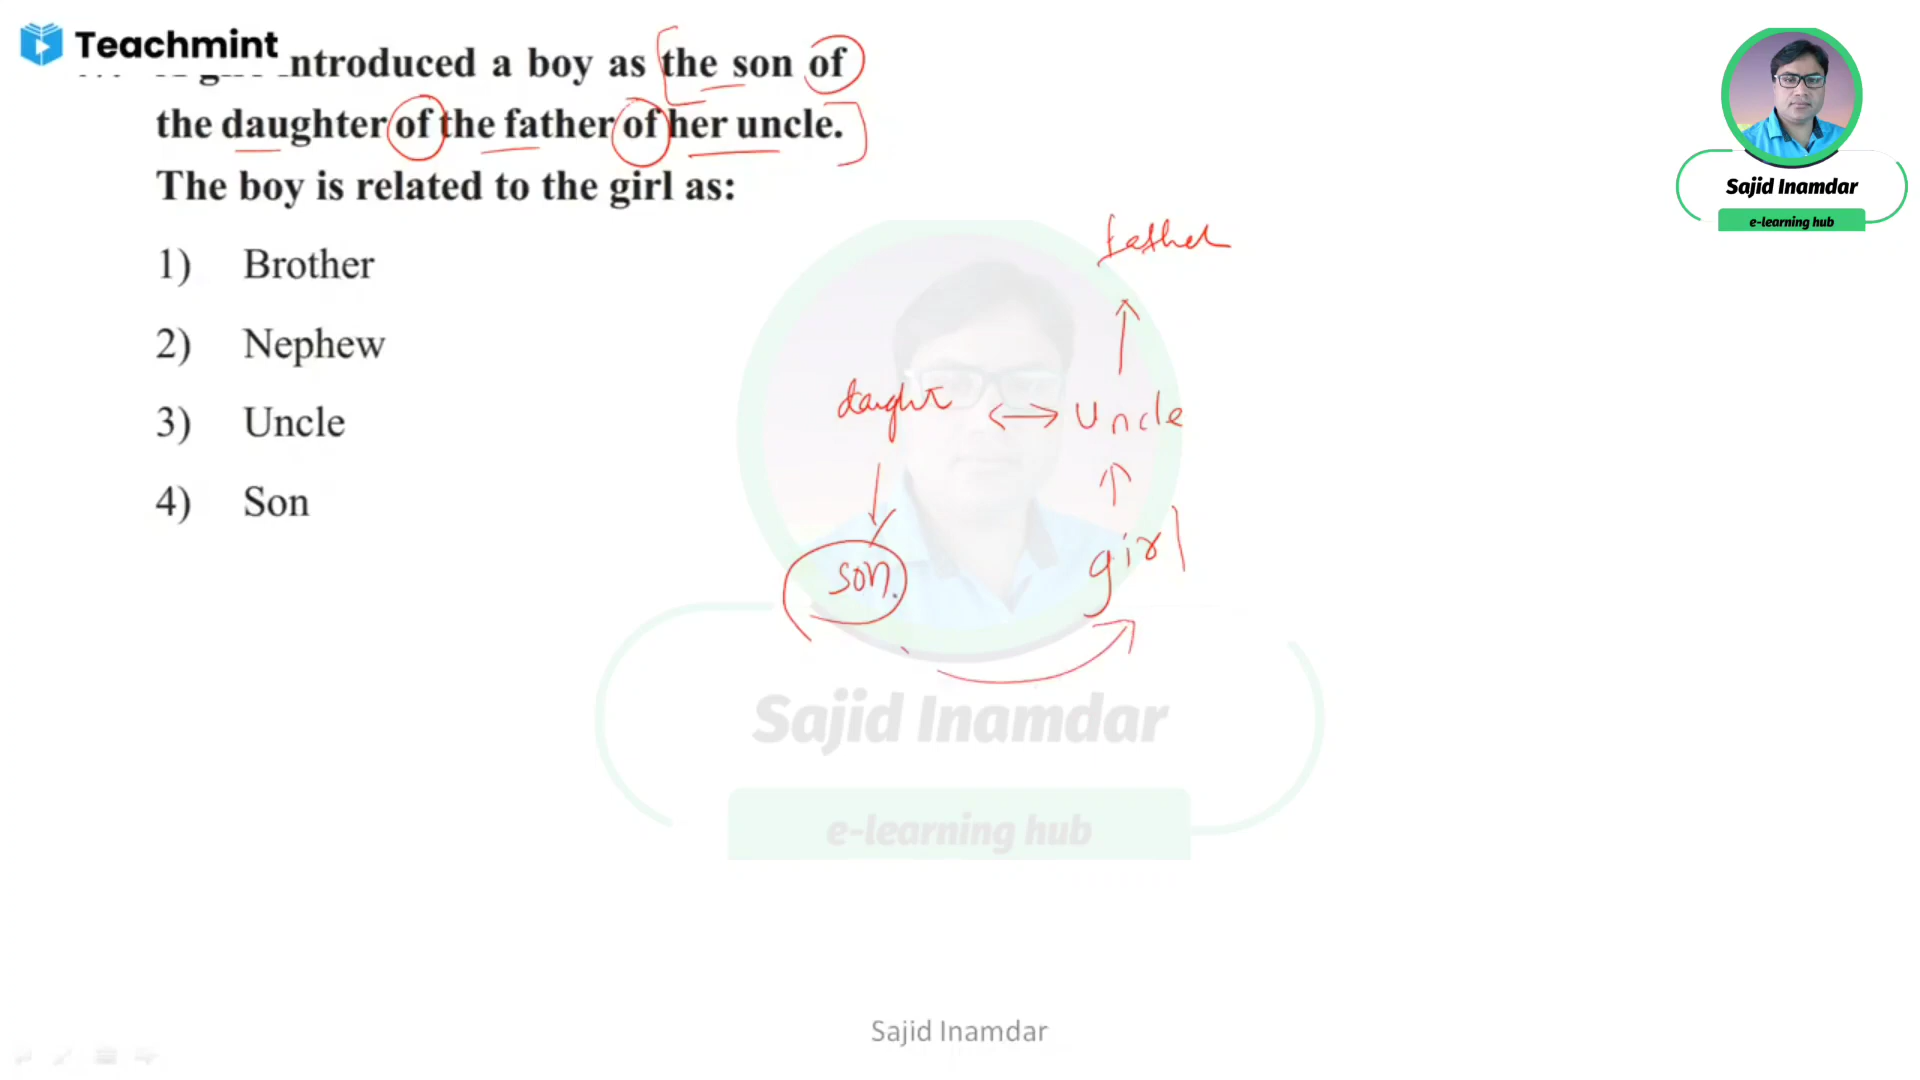 Teachmint
ntroduced a boy as the son of
the daughter of the father of her uncle.
The boy is related to the girl as:
1) Brother
2) Nephew
3) Uncle
4) Son
Sajid Inamdar
e-learning hub
father
daught
Uncle
son.
girl
Sajid Inamdar
e-learning hub
Sajid Inamdar